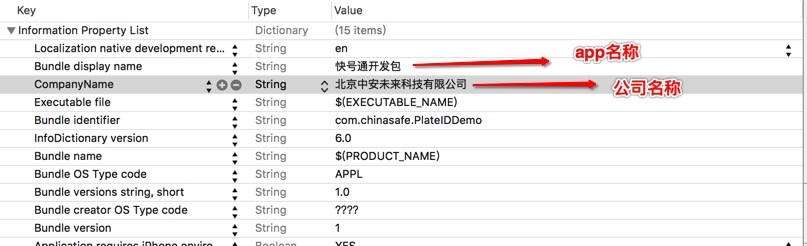 Key Type Value
Information Property List Dictionary (15 items)
Localization native development re... String en
Bundle display name String 快号通开发包 app名称
CompanyName String 北京中安未来科技有限公司 公司名称
Executable file String $(EXECUTABLE_NAME)
Bundle identifier String com.chinasafe.PlateIDDemo
InfoDictionary version String 6.0
Bundle name String $(PRODUCT_NAME)
Bundle OS Type code String APPL
Bundle versions string, short String 1.0
Bundle creator OS Type code String ????
Bundle version String 1
Application requires iPhone enviro... Boolean YES